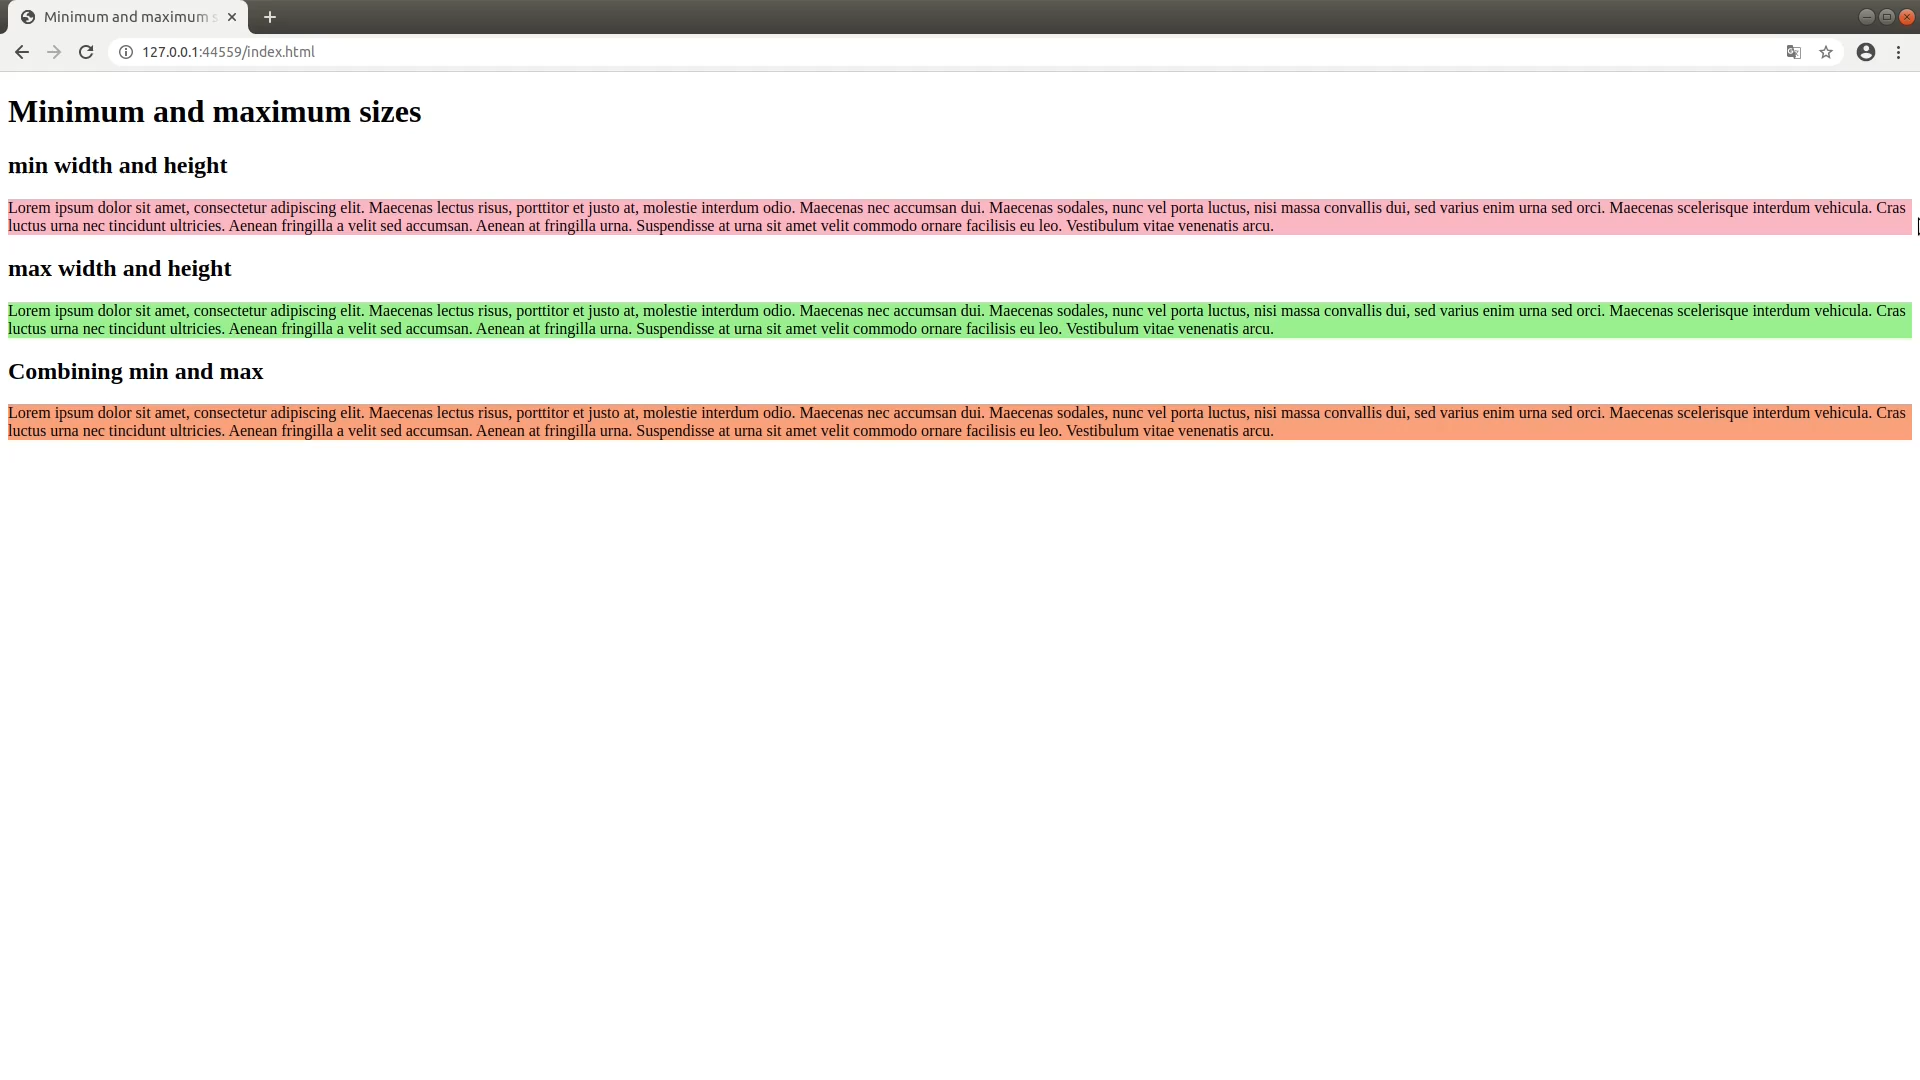 Minimum and maximum s
127.0.0.1:44559/index.html
Minimum and maximum sizes
min width and height
Lorem ipsum dolor sit amet, consectetur adipiscing elit. Maecenas lectus risus, porttitor et justo at, molestie interdum odio. Maecenas nec accumsan dui. Maecenas sodales, nunc vel porta luctus, nisi massa convallis dui, sed varius enim urna sed orci. Maecenas scelerisque interdum vehicula. Cras
luctus urna nec tincidunt ultricies. Aenean fringilla a velit sed accumsan. Aenean at fringilla urna. Suspendisse at urna sit amet velit commodo ornare facilisis eu leo. Vestibulum vitae venenatis arcu.
max width and height
Lorem ipsum dolor sit amet, consectetur adipiscing elit. Maecenas lectus risus, porttitor et justo at, molestie interdum odio. Maecenas nec accumsan dui. Maecenas sodales, nunc vel porta luctus, nisi massa convallis dui, sed varius enim urna sed orci. Maecenas scelerisque interdum vehicula. Cras
luctus urna nec tincidunt ultricies. Aenean fringilla a velit sed accumsan. Aenean at fringilla urna. Suspendisse at urna sit amet velit commodo ornare facilisis eu leo. Vestibulum vitae venenatis arcu.
Combining min and max
Lorem ipsum dolor sit amet, consectetur adipiscing elit. Maecenas lectus risus, porttitor et justo at, molestie interdum odio. Maecenas nec accumsan dui. Maecenas sodales, nunc vel porta luctus, nisi massa convallis dui, sed varius enim urna sed orci. Maecenas scelerisque interdum vehicula. Cras
luctus urna nec tincidunt ultricies. Aenean fringilla a velit sed accumsan. Aenean at fringilla urna. Suspendisse at urna sit amet velit commodo ornare facilisis eu leo. Vestibulum vitae venenatis arcu.